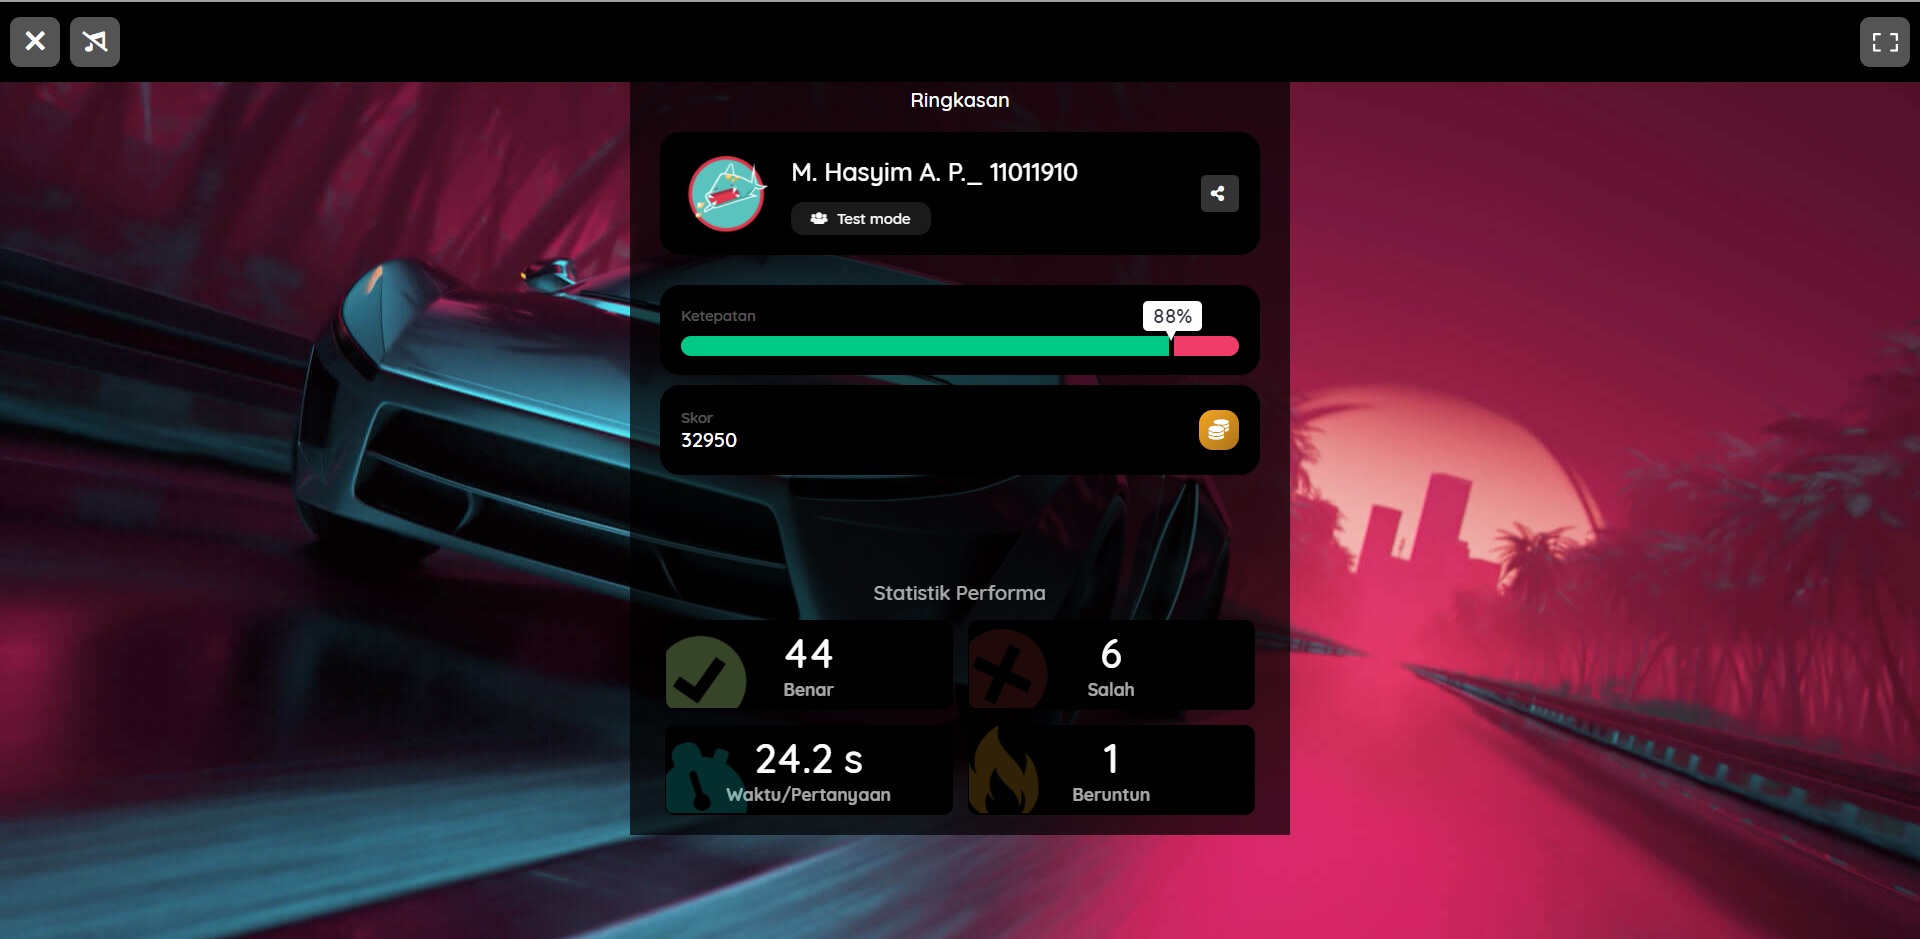 Ringkasan
M. Hasyim A. P._ 11011910
Test mode
Ketepatan
88%
Skor
32950
Statistik Performa
44
Benar
6
Salah
24.2 s
Waktu/Pertanyaan
1
Beruntun